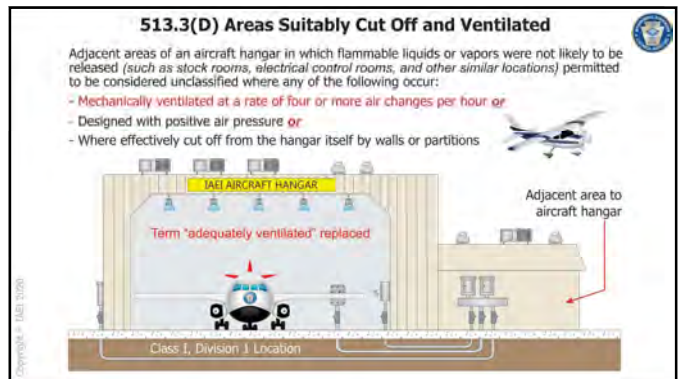 513.3(D) Areas Suitably Cut Off and Ventilated
Adjacent areas of an aircraft hangar in which flammable liquids or vapors were not likely to be
released (such as stock rooms, electrical control rooms, and other similar locations) permitted
to be considered unclassified where any of the following occur:
- Mechanically ventilated at a rate of four or more air changes per hour or
- Designed with positive air pressure or
- Where effectively cut off from the hangar itself by walls or partitions
IAEI AIRCRAFT HANGAR
Term "adequately ventilated" replaced
Adjacent area to
aircraft hangar
Class I, Division 1 Location
Copyright © IAEI 2020